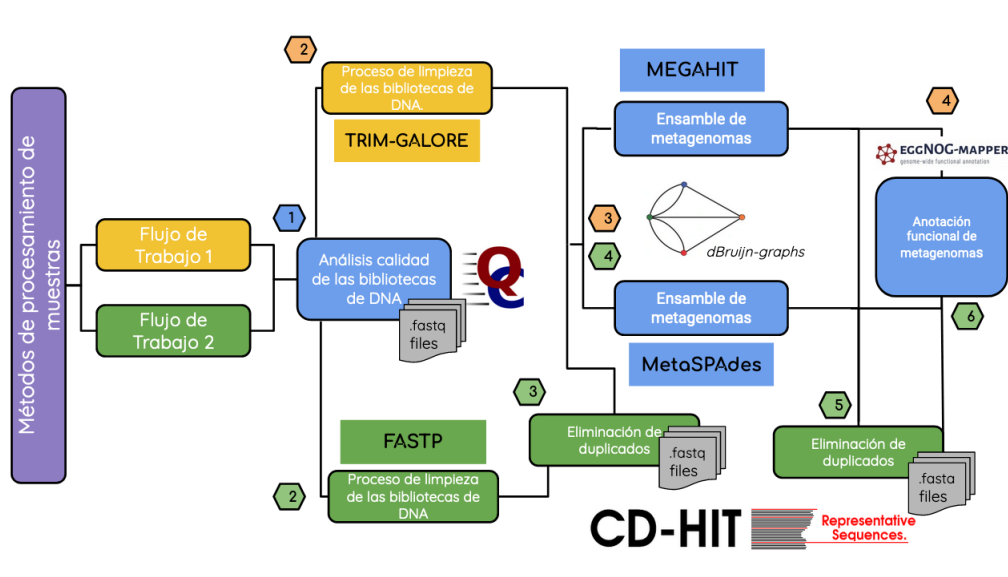 Métodos de procesamiento de
muestras
Flujo de
Trabajo 1
Flujo de
Trabajo 2
1
Análisis calidad
de las bibliotecas
de DNA
.fastq
files
QC
2
Proceso de limpieza
de las bibliotecas de
DNA.
TRIM-GALORE
FASTP
2
Proceso de limpieza
de las bibliotecas de
DNA
3
Eliminación de
duplicados
.fastq
files
MEGAHIT
Ensamble de
metagenomas
3
4
dBruijn-graphs
Ensamble de
metagenomas
MetaSPAdes
5
Eliminación de
duplicados
.fasta
files
4
EGGNOG-MAPPER
genome-wide functional annotation
Anotación
funcional de
metagenomas
6
CD-HIT
Representative
Sequences.